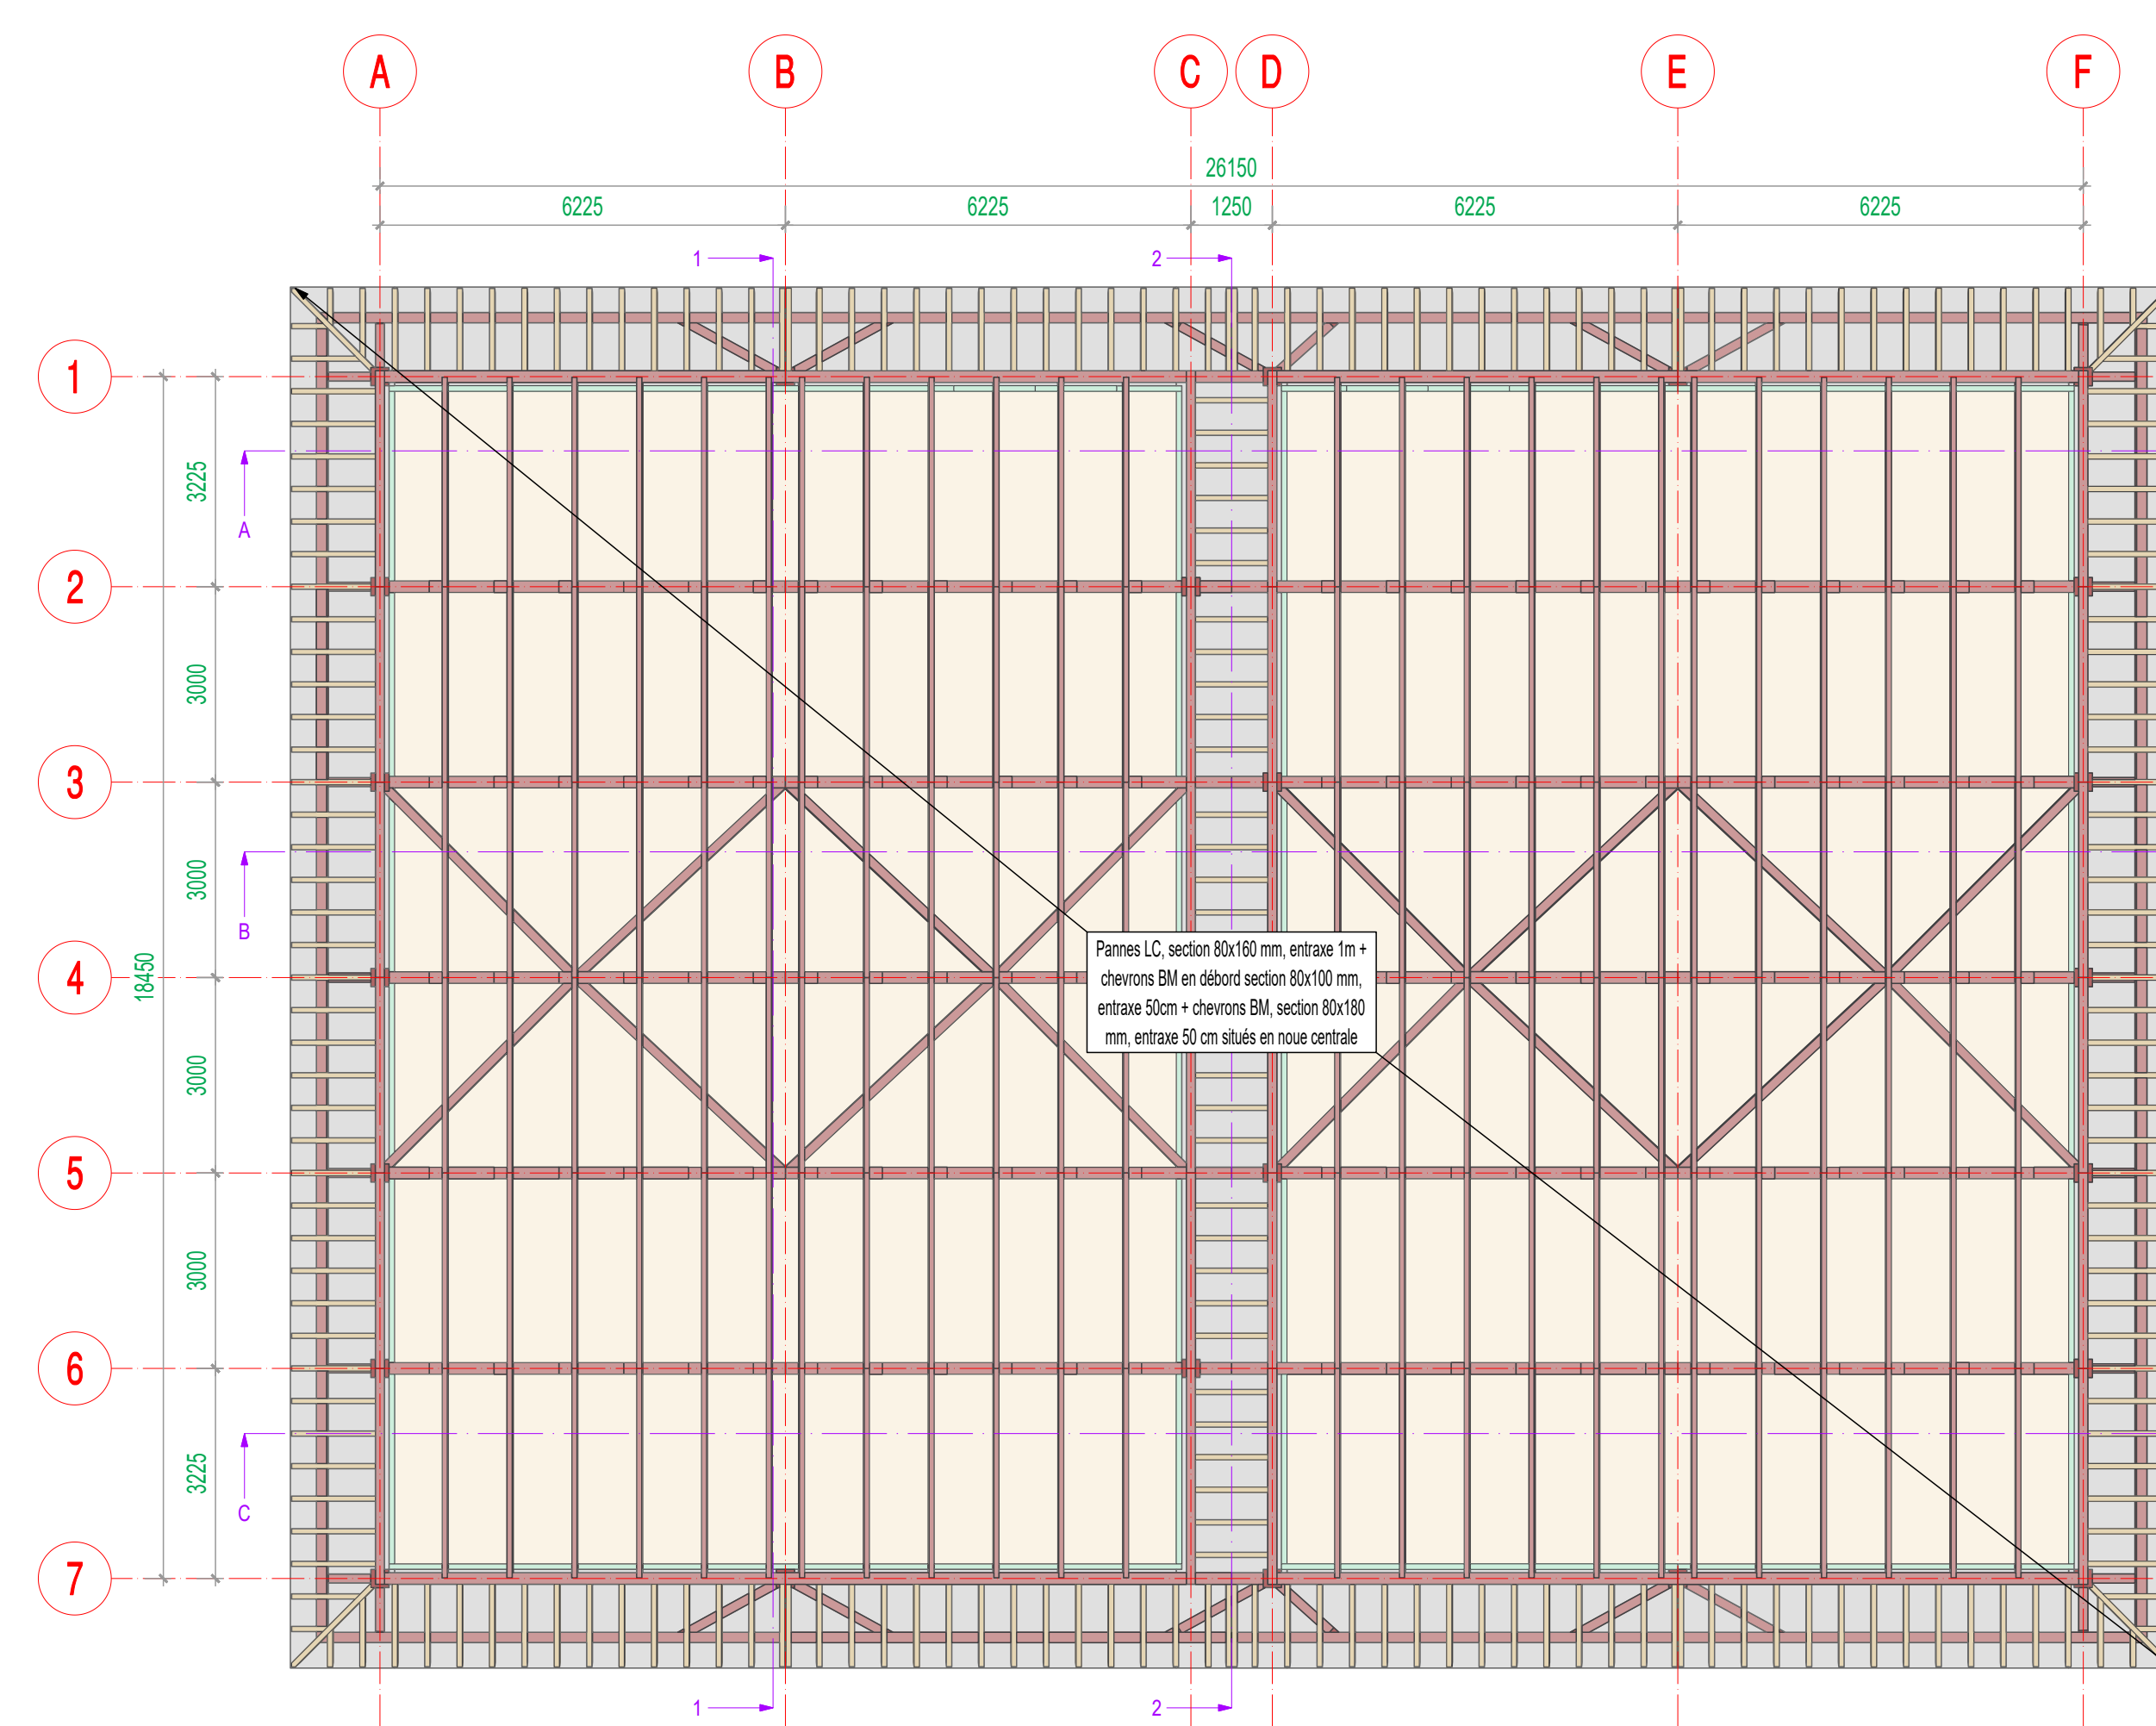 A B C D E F
26150
6225 6225 1250 6225 6225
1 2
1
3225
A
2
3000
3
3000
B
Pannes LC, section 80x160 mm, entraxe 1m +
chevrons BM en débord section 80x100 mm,
entraxe 50cm + chevrons BM, section 80x180
mm, entraxe 50 cm situés en noue centrale
4
18450
3000
5
3000
6
3225
C
7
1 2